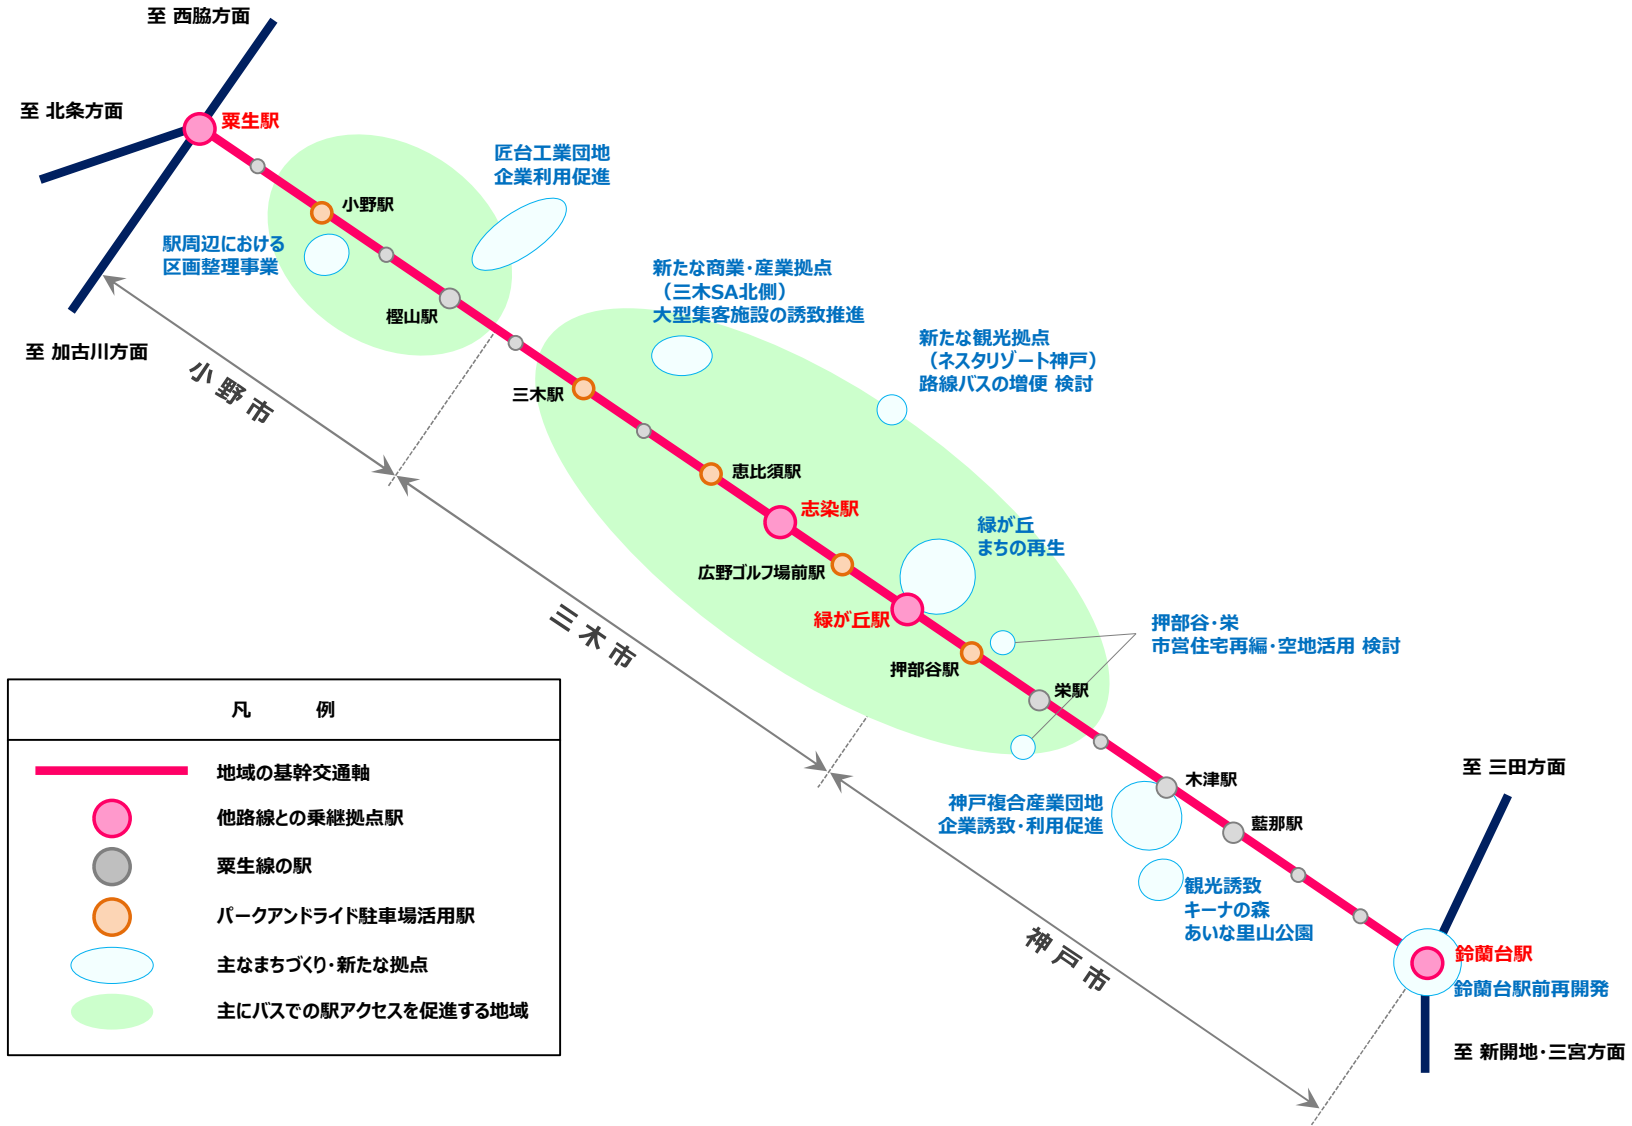 至 西脇方面
至 北条方面
粟生駅
匠台工業団地
企業利用促進
小野駅
駅周辺における
区画整理事業
新たな商業・産業拠点
（三木SA北側）
大型集客施設の誘致推進
樫山駅
新たな観光拠点
（ネスタリゾート神戸）
路線バスの増便 検討
至 加古川方面
小野市
三木駅
恵比須駅
志染駅
緑が丘
まちの再生
広野ゴルフ場前駅
緑が丘駅
三木市
押部谷・栄
市営住宅再編・空地活用 検討
押部谷駅
栄駅
木津駅
至 三田方面
神戸複合産業団地
企業誘致・利用促進
藍那駅
観光誘致
キーナの森
あいな里山公園
神戸市
鈴蘭台駅
鈴蘭台駅前再開発
至 新開地・三宮方面
凡 例
地域の基幹交通軸
他路線との乗継拠点駅
粟生線の駅
パークアンドライド駐車場活用駅
主なまちづくり・新たな拠点
主にバスでの駅アクセスを促進する地域